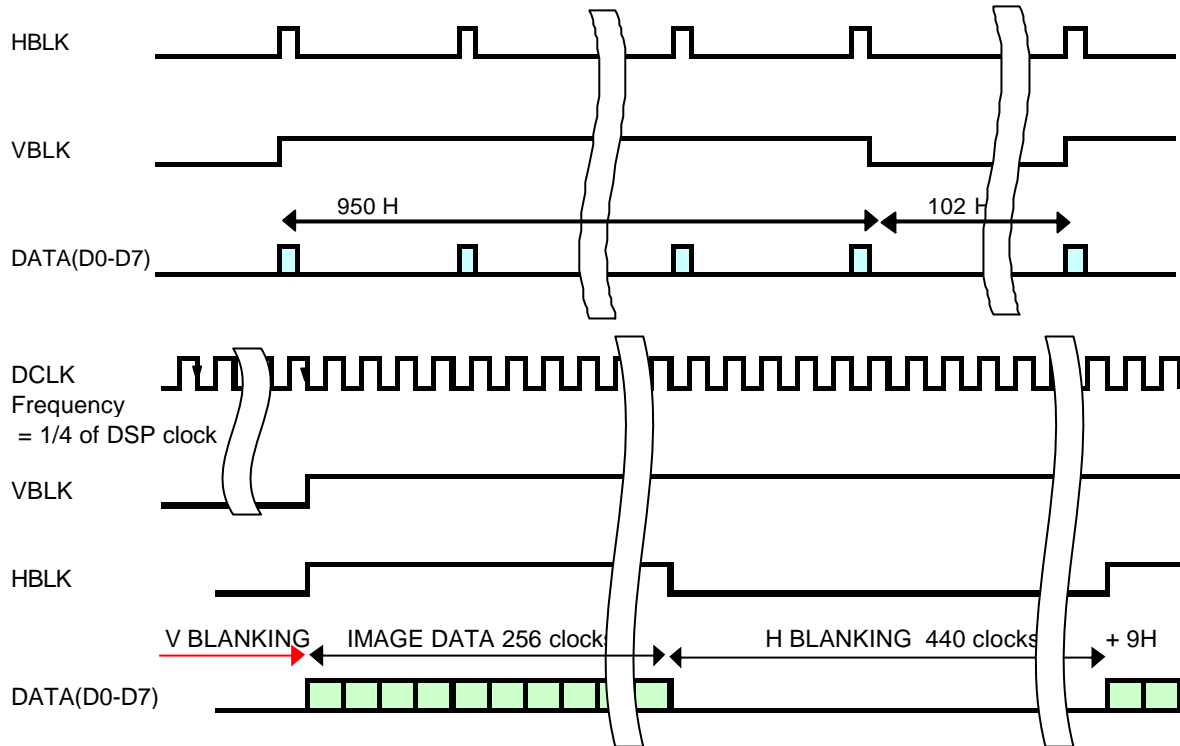 HBLK
VBLK
950 H
102 H
DATA(D0-D7)
DCLK
Frequency
= 1/4 of DSP clock
VBLK
HBLK
V BLANKING
IMAGE DATA 256 clocks
H BLANKING 440 clocks
+ 9H
DATA(D0-D7)